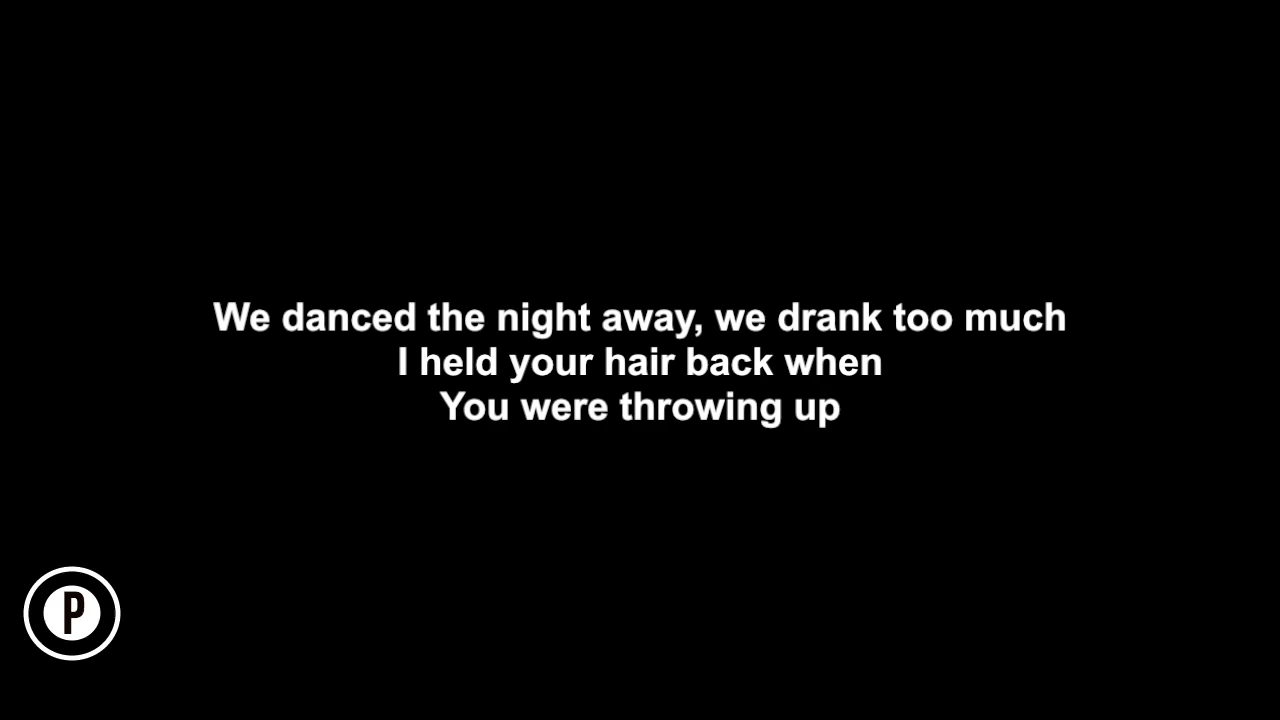 We danced the night away, we drank too much
I held your hair back when
You were throwing up
P